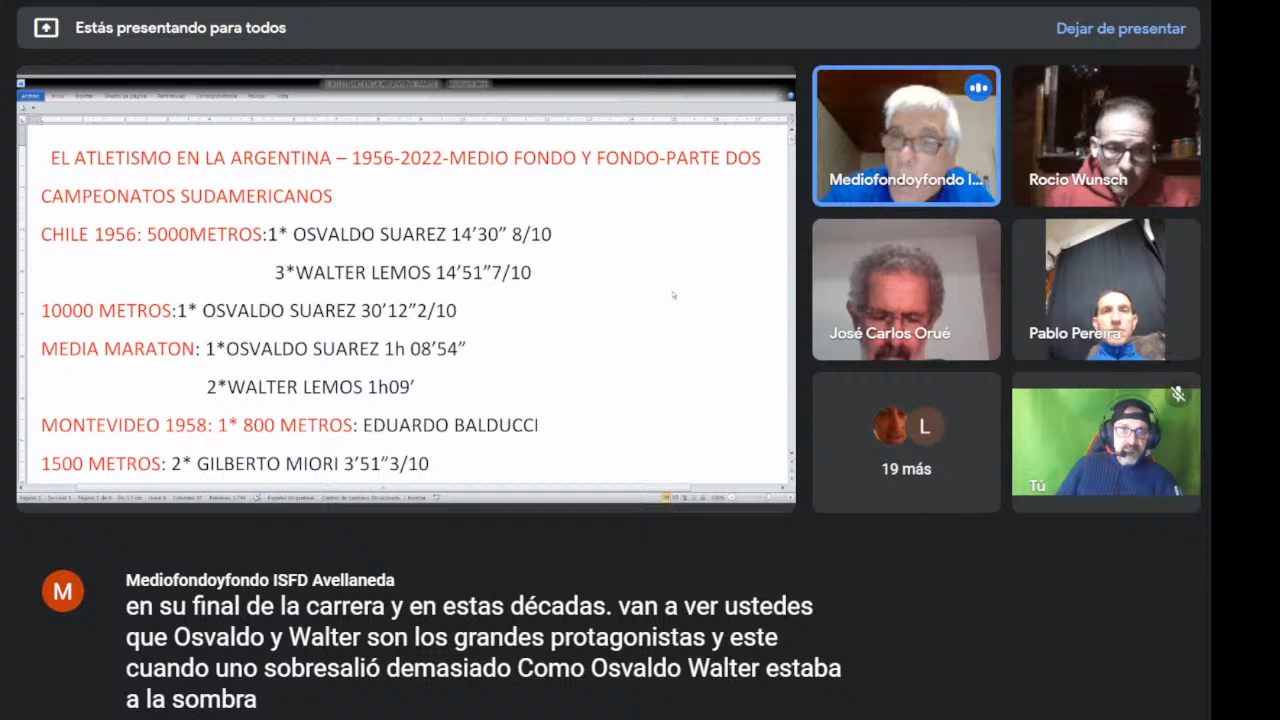 Estás presentando para todos
Dejar de presentar
EL ATLETISMO EN LA ARGENTINA – 1956-2022-MEDIO FONDO Y FONDO-PARTE DOS
CAMPEONATOS SUDAMERICANOS
CHILE 1956: 5000METROS:1* OSVALDO SUAREZ 14’30” 8/10
3*WALTER LEMOS 14’51”7/10
10000 METROS:1* OSVALDO SUAREZ 30’12”2/10
MEDIA MARATON: 1*OSVALDO SUAREZ 1h 08’54”
2*WALTER LEMOS 1h09’
MONTEVIDEO 1958: 1* 800 METROS: EDUARDO BALDUCCI
1500 METROS: 2* GILBERTO MIORI 3’51”3/10
Mediofondoyfondo I...
Rocio Wunsch
José Carlos Orué
Pablo Pereira
L
19 más
Tú
M
Mediofondoyfondo ISFD Avellaneda
en su final de la carrera y en estas décadas. van a ver ustedes
que Osvaldo y Walter son los grandes protagonistas y este
cuando uno sobresalió demasiado Como Osvaldo Walter estaba
a la sombra